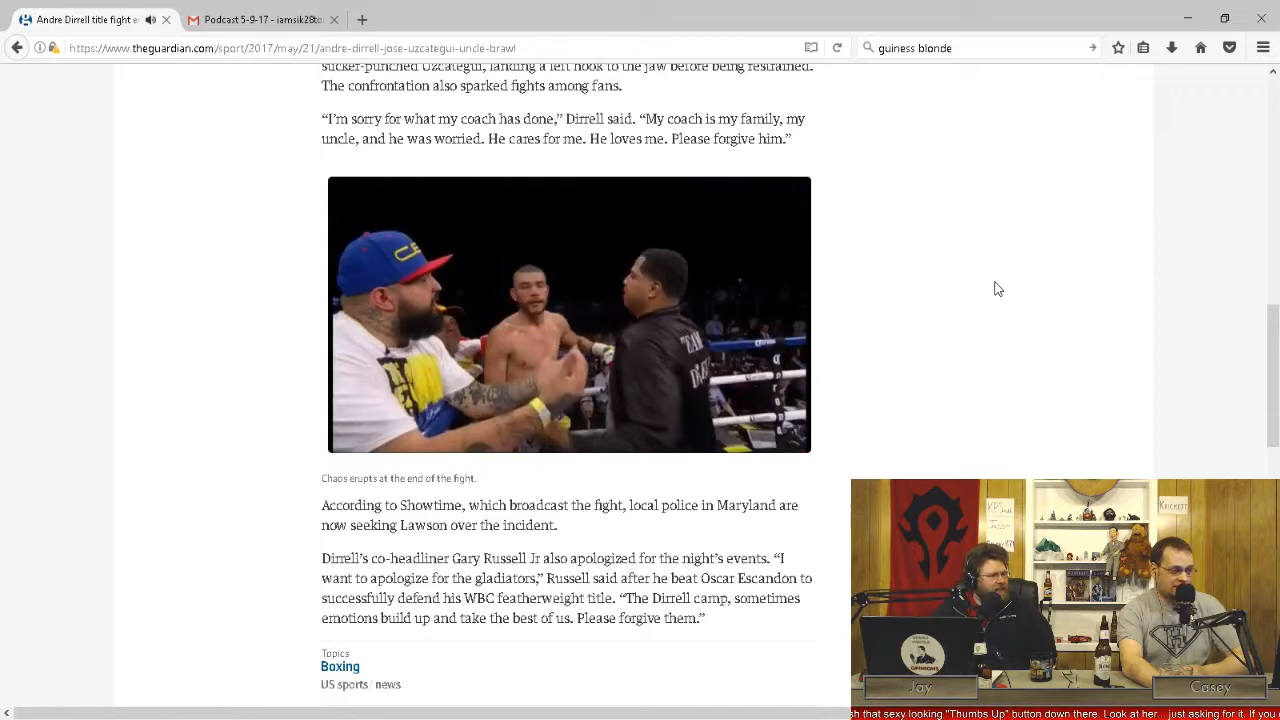 Andre Dirrell title fight e
Podcast 5-9-17 - iamsik28to
https://www.theguardian.com/sport/2017/may/21/andre-dirrell-jose-uzcategui-uncle-brawl
guiness blonde
sucker-punched Uzcategui, landing a left hook to the jaw before being restrained.
The confrontation also sparked fights among fans.
“I’m sorry for what my coach has done,” Dirrell said. “My coach is my family, my
uncle, and he was worried. He cares for me. He loves me. Please forgive him.”
TEAM
Chaos erupts at the end of the fight.
According to Showtime, which broadcast the fight, local police in Maryland are
now seeking Lawson over the incident.
Dirrell’s co-headliner Gary Russell Jr also apologized for the night’s events. “I
want to apologize for the gladiators,” Russell said after he beat Oscar Escandon to
successfully defend his WBC featherweight title. “The Dirrell camp, sometimes
emotions build up and take the best of us. Please forgive them.”
Topics
Boxing
US sports / news
KRICKETT
OPINIONS
Jay
Casey
sh that sexy looking "Thumbs Up" button down there. Look at her... just asking for it. If you